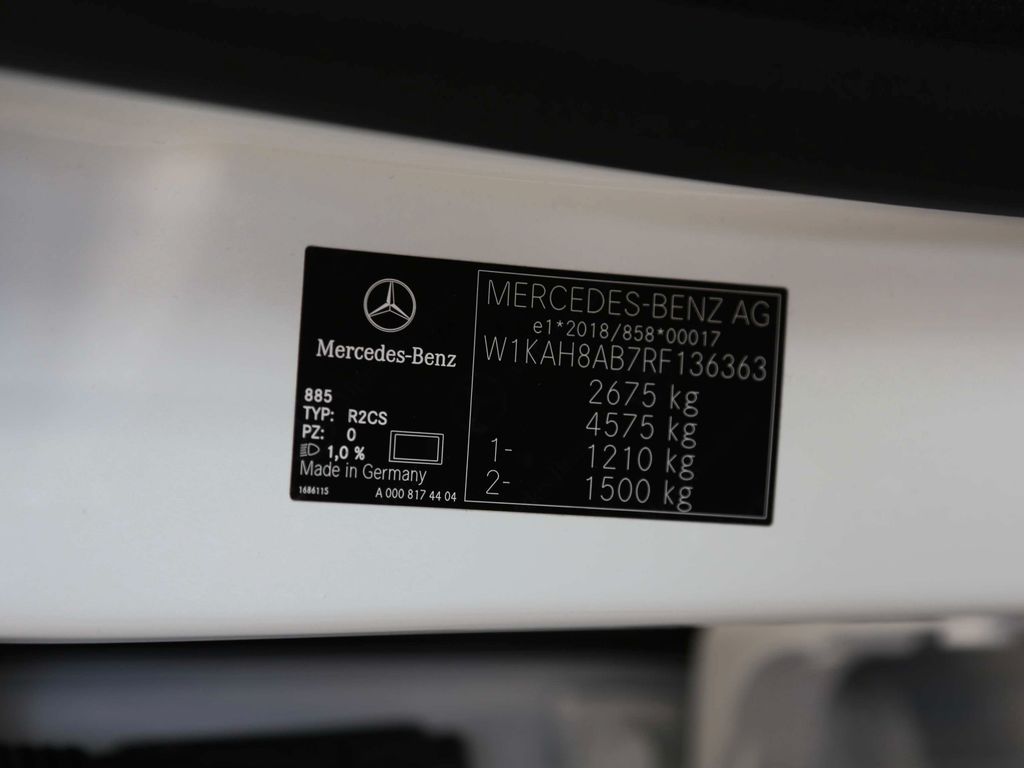 Mercedes-Benz
885
TYP: R2CS
PZ: 0
1,0 %
Made in Germany
1686115 A 000 817 44 04
MERCEDES-BENZ AG
e1*2018/858*00017
W1KAH8AB7RF136363
2675 kg
4575 kg
1- 1210 kg
2- 1500 kg